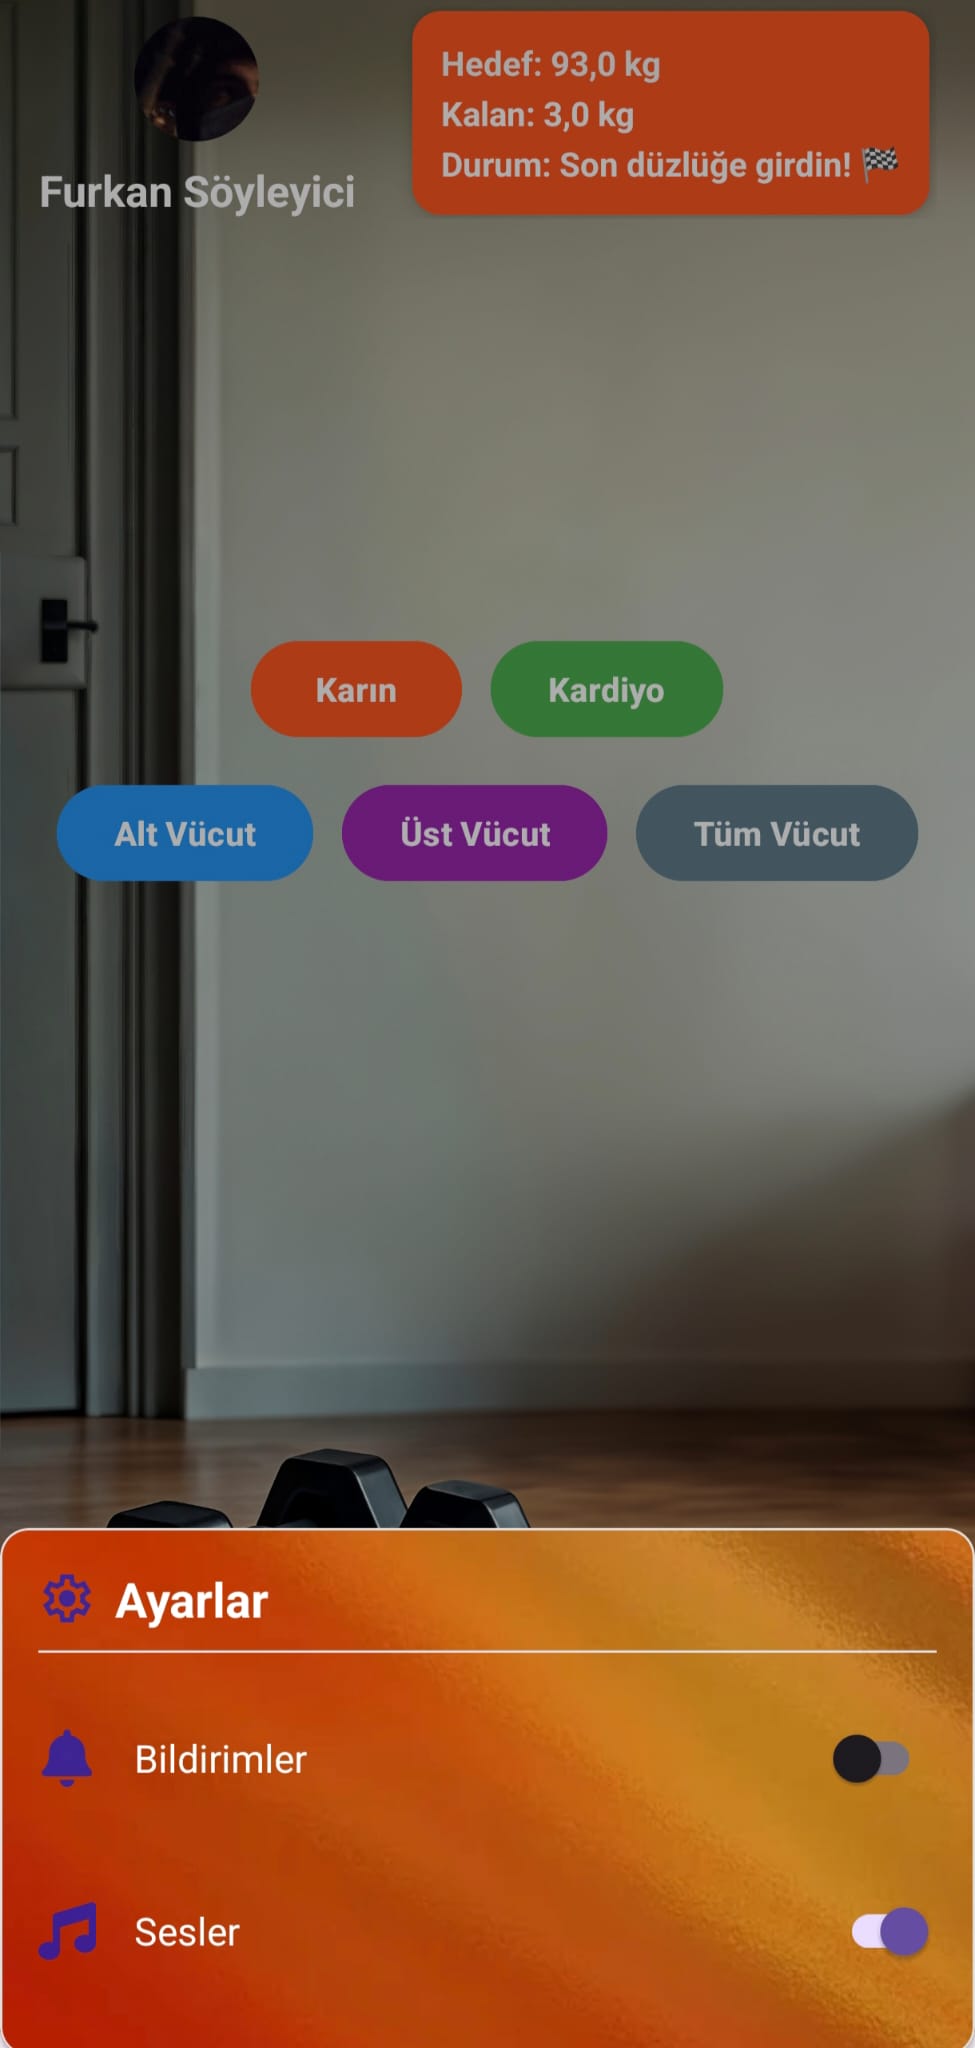 Furkan Söyleyici
Hedef: 93,0 kg
Kalan: 3,0 kg
Durum: Son düzlüğe girdin! 🏁
Karın
Kardiyo
Alt Vücut
Üst Vücut
Tüm Vücut
Ayarlar
Bildirimler
Sesler